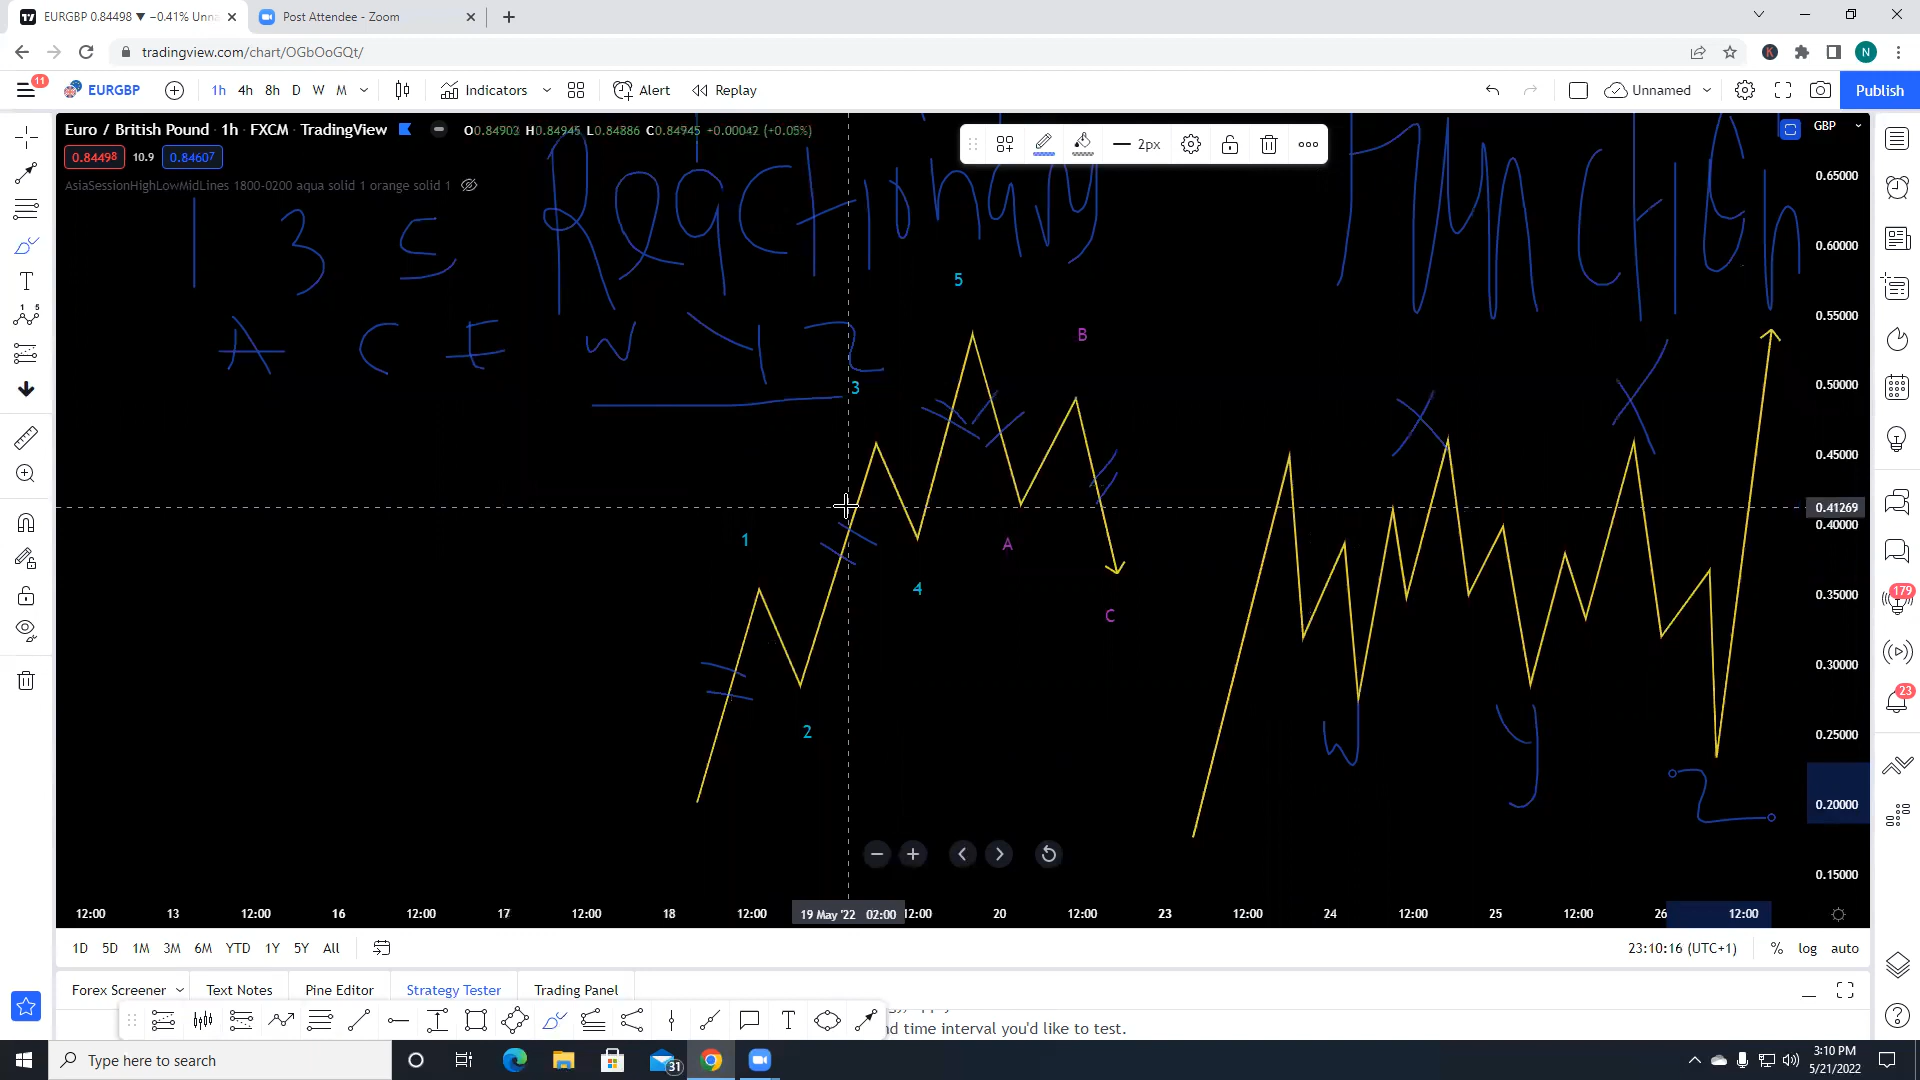 EURGBP 0.84498 ▼ −0.41% Unna
Post Attendee - Zoom
tradingview.com/chart/OGbOoGQt/
N
11
EURGBP
1h 4h 8h D W M
Indicators
Alert
Replay
Unnamed
Publish
Euro / British Pound · 1h · FXCM · TradingView
O0.84903 H0.84945 L0.84886 C0.84945 +0.00042 (+0.05%)
0.84498 10.9 0.84607
AsiaSessionHighLowMidLines 1800-0200 aqua solid 1 orange solid 1
2px
GBP
0.65000
0.60000
0.55000
0.50000
0.45000
0.41269
0.40000
0.35000
0.30000
0.25000
0.20000
0.15000
1 3 5 Reactionary
A C E W Y Z
Function
1
2
3
4
5
A
B
C
X
X
W
y
Z
12:00 13 12:00 16 12:00 17 12:00 18 12:00 19 May '22 02:00 12:00 20 12:00 23 12:00 24 12:00 25 12:00 26 12:00
1D 5D 1M 3M 6M YTD 1Y 5Y All
23:10:16 (UTC+1) % log auto
Forex Screener Text Notes Pine Editor Strategy Tester Trading Panel
nd time interval you'd like to test.
179
23
Type here to search
31
3:10 PM
5/21/2022